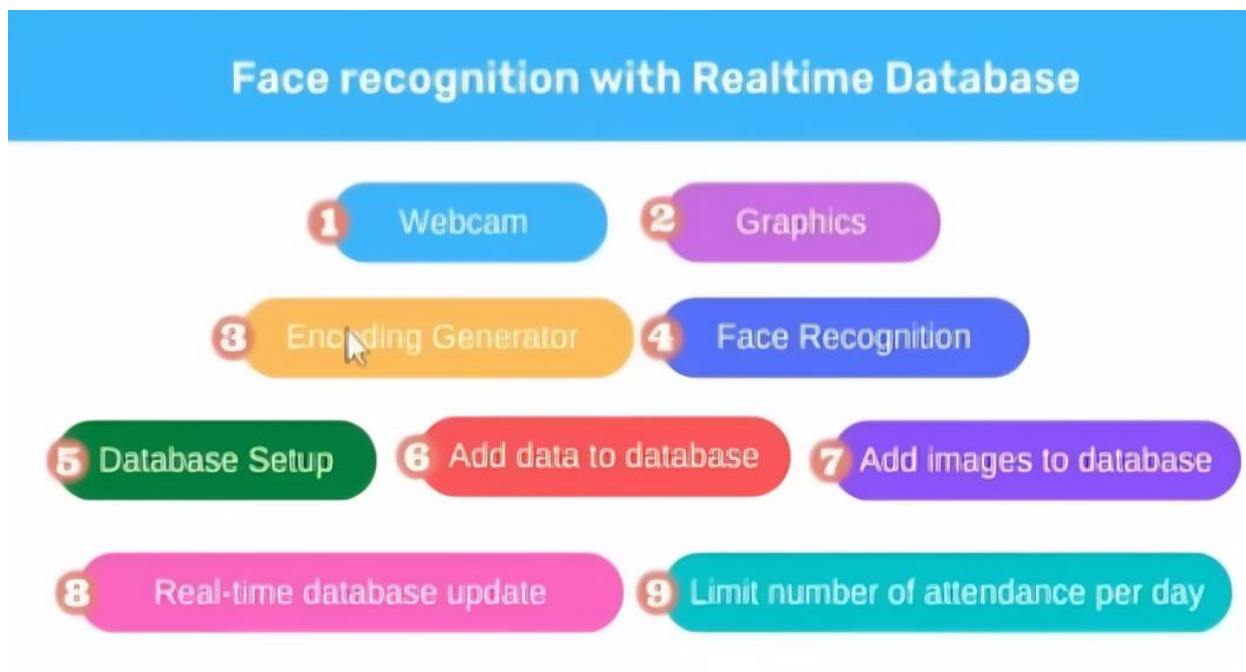 Face recognition with Realtime Database
1 Webcam
2 Graphics
3 Encoding Generator
4 Face Recognition
5 Database Setup
6 Add data to database
7 Add images to database
8 Real-time database update
9 Limit number of attendance per day